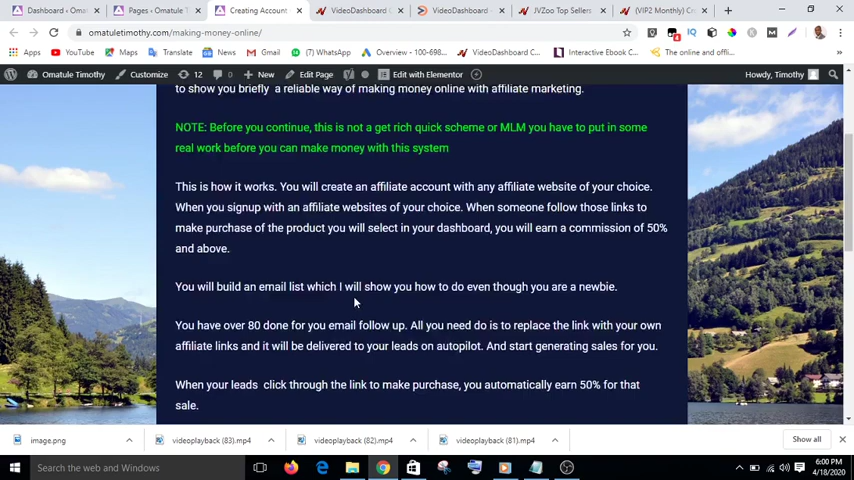 Dashboard ‹ Omatule T
Pages ‹ Omatule Tim
Creating Account
VideoDashboard C
VideoDashboard
JVZoo Top Sellers
(VIP2 Monthly) Cr
omatuletimothy.com/making-money-online/
Apps
YouTube
Maps
Translate
News
Gmail
(7) WhatsApp
Overview - 100-698...
VideoDashboard C...
Interactive Ebook C...
The online and offli...
Omatule Timothy
Customize
12
0
New
Edit Page
Edit with Elementor
Howdy, Timothy
to show you briefly a reliable way of making money online with affiliate marketing.
NOTE: Before you continue, this is not a get rich quick scheme or MLM you have to put in some
real work before you can make money with this system
This is how it works. You will create an affiliate account with any affiliate website of your choice.
When you signup with an affiliate websites of your choice. When someone follow those links to
make purchase of the product you will select in your dashboard, you will earn a commission of 50%
and above.
You will build an email list which I will show you how to do even though you are a newbie.
You have over 80 done for you email follow up. All you need do is to replace the link with your own
affiliate links and it will be delivered to your leads on autopilot. And start generating sales for you.
When your leads click through the link to make purchase, you automatically earn 50% for that
sale.
image.png
videoplayback (83).mp4
videoplayback (82).mp4
videoplayback (81).mp4
Show all
Search the web and Windows
6:00 PM
4/18/2020